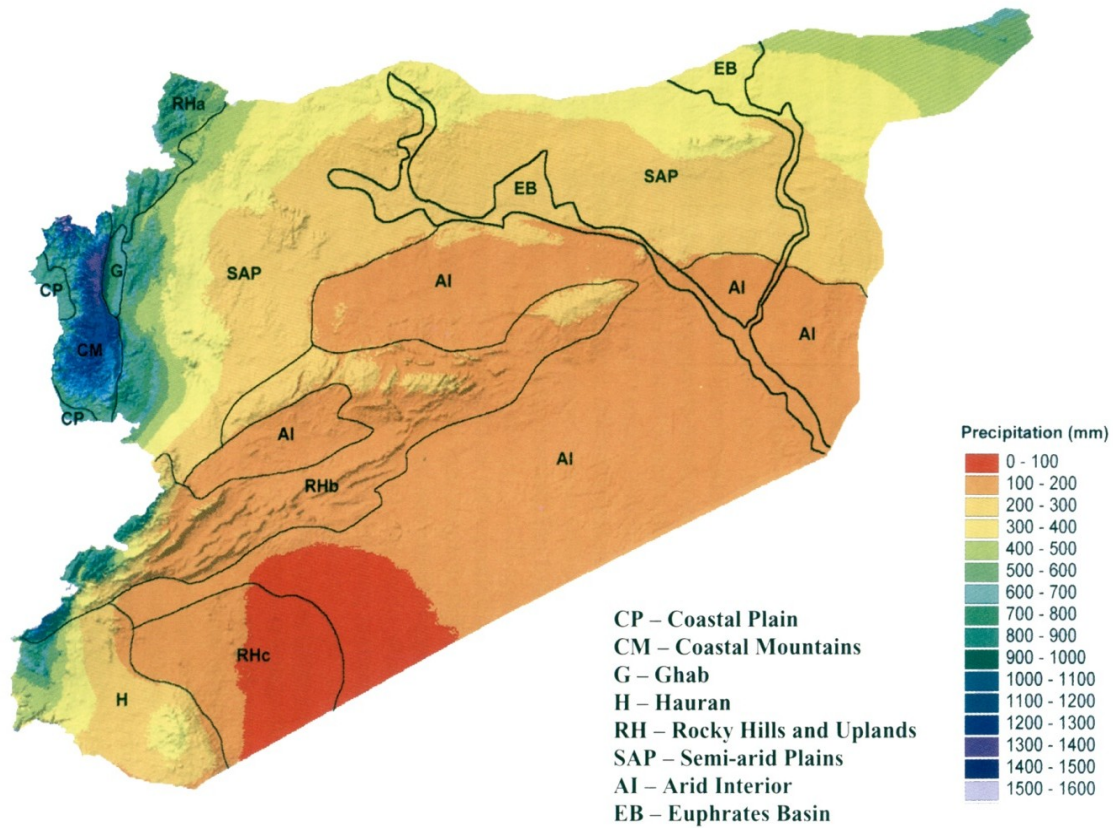 EB
RHa
SAP
EB
G
SAP
CP
AI
AI
AI
CM
CP
AI
AI
RHb
RHc
H
Precipitation (mm)
0 - 100
100 - 200
200 - 300
300 - 400
400 - 500
500 - 600
600 - 700
700 - 800
800 - 900
900 - 1000
1000 - 1100
1100 - 1200
1200 - 1300
1300 - 1400
1400 - 1500
1500 - 1600
CP – Coastal Plain
CM – Coastal Mountains
G – Ghab
H – Hauran
RH – Rocky Hills and Uplands
SAP – Semi-arid Plains
AI – Arid Interior
EB – Euphrates Basin